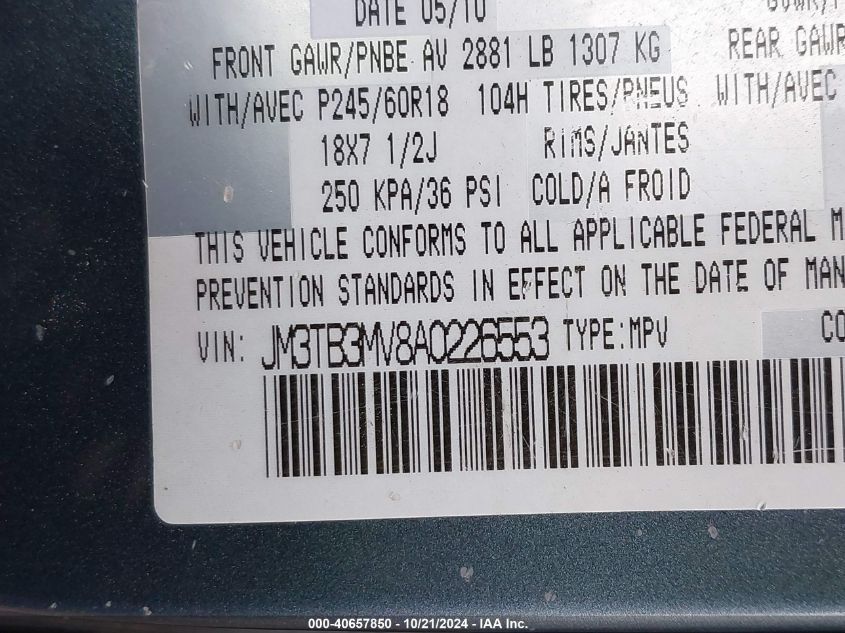 DATE 05/10
FRONT GAWR/PNBE AV 2881 LB 1307 KG REAR GAWR
WITH/AVEC P245/60R18 104H TIRES/PNEUS WITH/AVEC
18X7 1/2J RIMS/JANTES
250 KPA/36 PSI COLD/A FROID
THIS VEHICLE CONFORMS TO ALL APPLICABLE FEDERAL M
PREVENTION STANDARDS IN EFFECT ON THE DATE OF MAN
VIN: JM3TB3MV8A0226553 TYPE:MPV CO
000-40657850 / 10/21/2024 - IAA Inc.